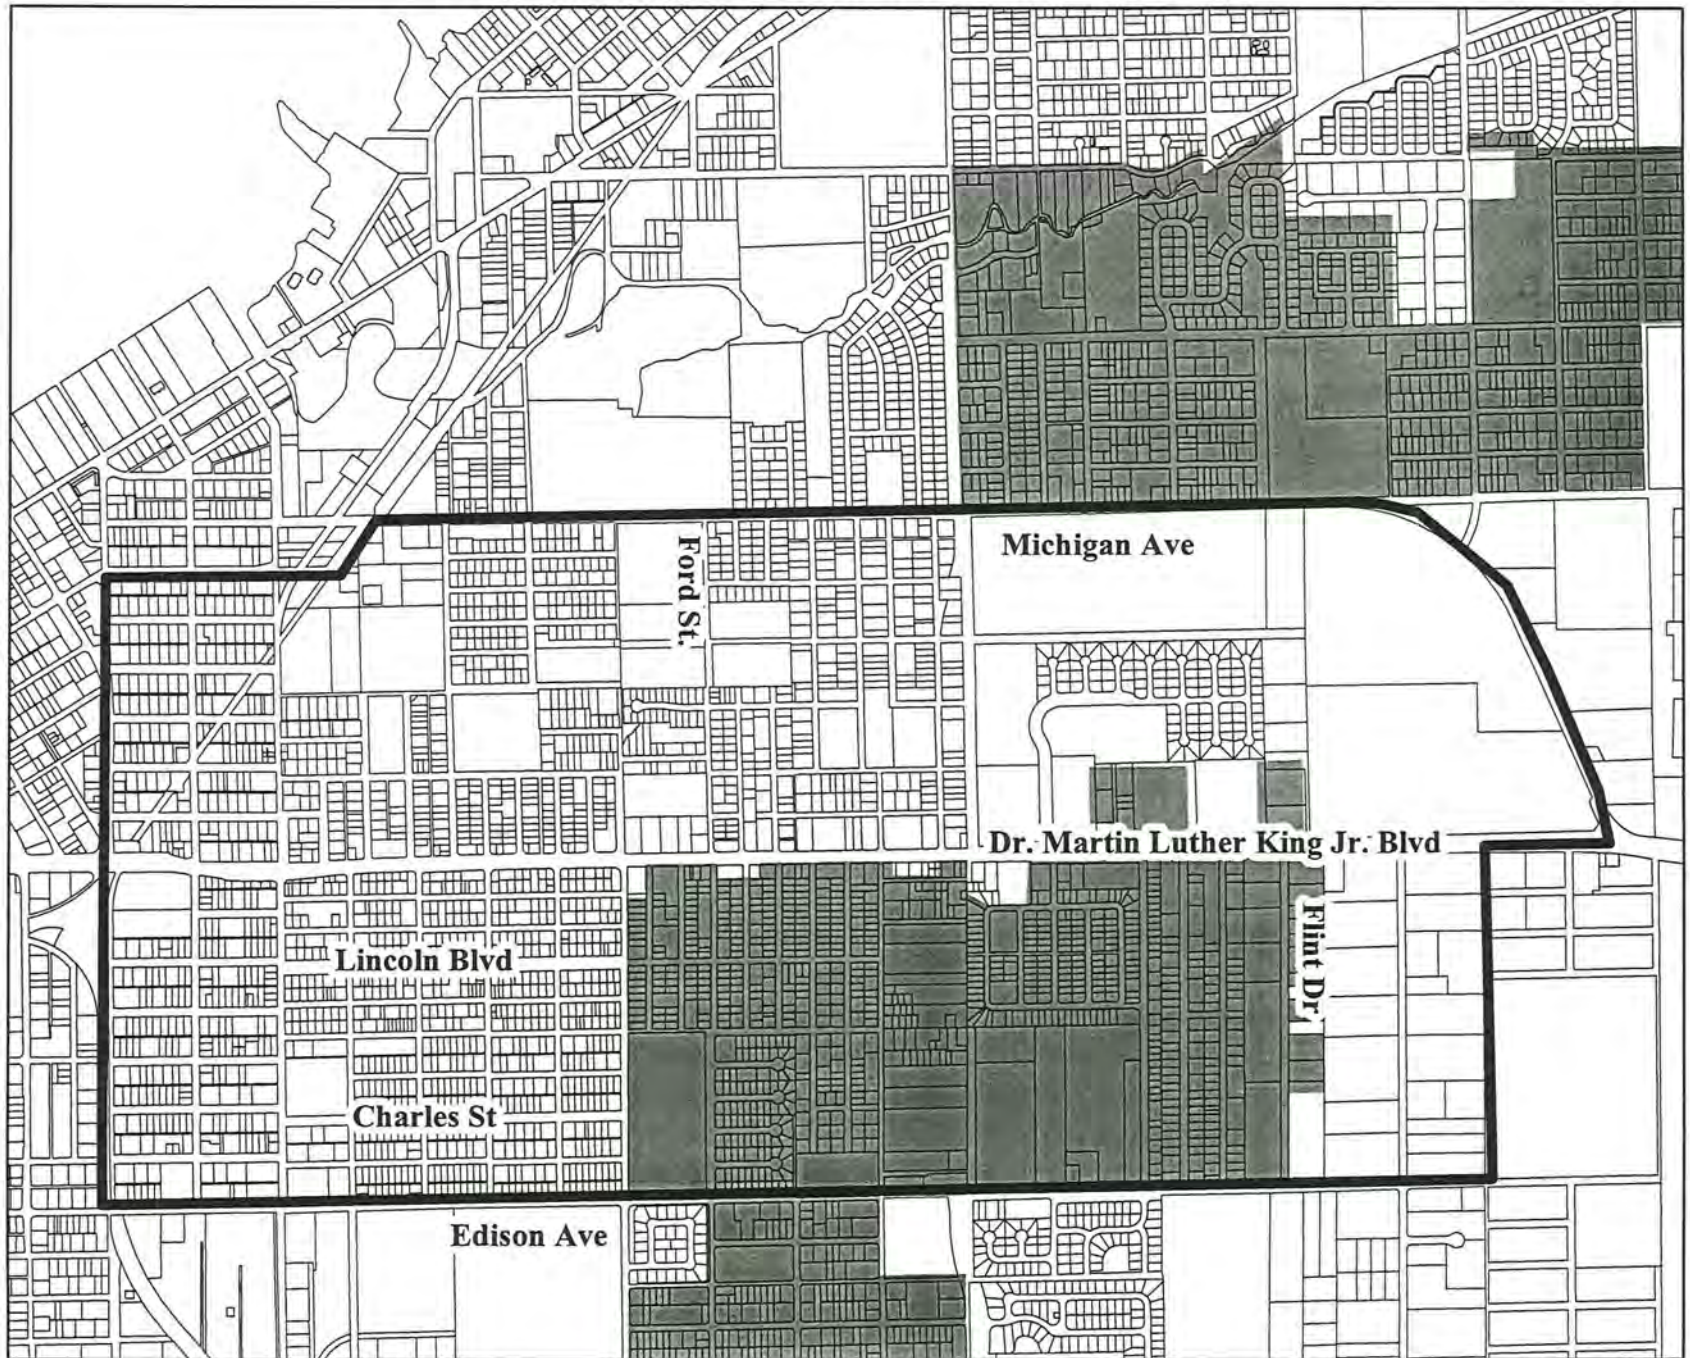 Michigan Ave
Ford St.
Dr. Martin Luther King Jr. Blvd
Flint Dr
Lincoln Blvd
Charles St
Edison Ave